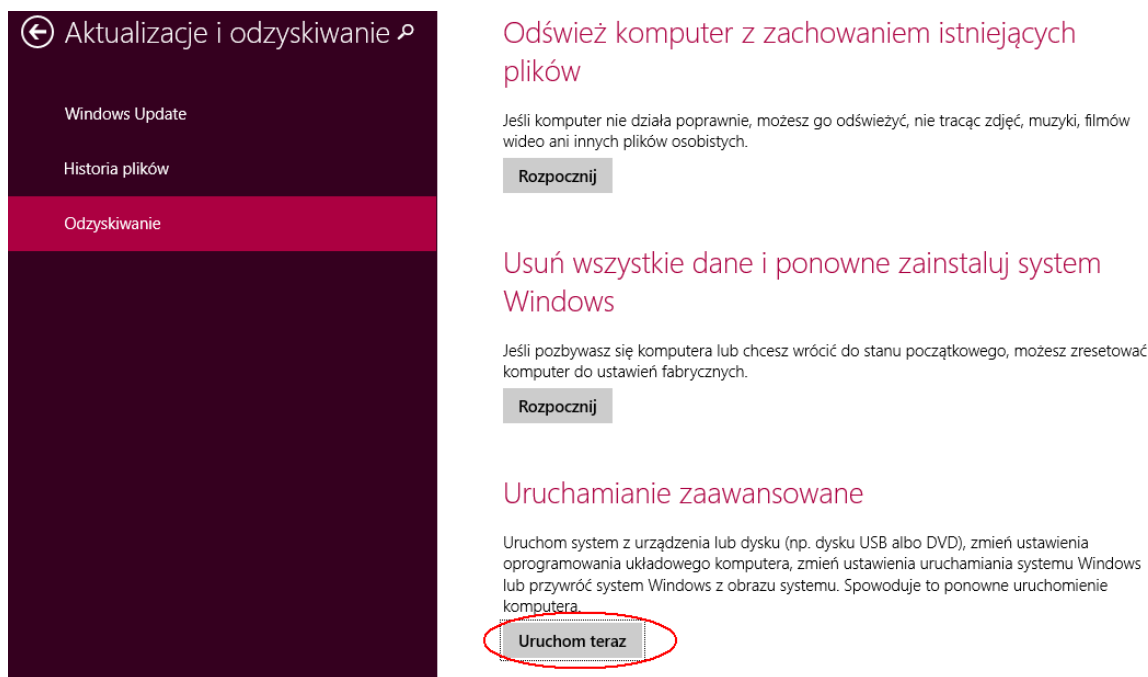 Aktualizacje i odzyskiwanie
Windows Update
Historia plików
Odzyskiwanie
Odśwież komputer z zachowaniem istniejących
plików
Jeśli komputer nie działa poprawnie, możesz go odświeżyć, nie tracąc zdjęć, muzyki, filmów
wideo ani innych plików osobistych.
Rozpocznij
Usuń wszystkie dane i ponowne zainstaluj system
Windows
Jeśli pozbywasz się komputera lub chcesz wrócić do stanu początkowego, możesz zresetować
komputer do ustawień fabrycznych.
Rozpocznij
Uruchamianie zaawansowane
Uruchom system z urządzenia lub dysku (np. dysku USB albo DVD), zmień ustawienia
oprogramowania układowego komputera, zmień ustawienia uruchamiania systemu Windows
lub przywróć system Windows z obrazu systemu. Spowoduje to ponowne uruchomienie
komputera.
Uruchom teraz